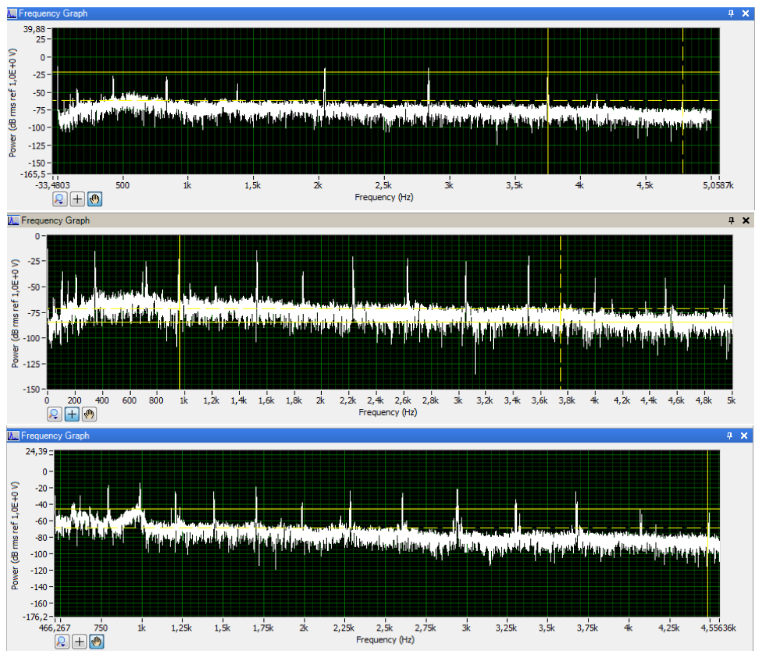 Frequency Graph
39,88
25
0
-25
-50
-75
-100
-125
-150
-165,5
Power (dB rms ref 1,0E+0 V)
-33,4803 500 1k 1,5k 2k 2,5k 3k 3,5k 4k 4,5k 5,0587k
Frequency (Hz)
Frequency Graph
0
-25
-50
-75
-100
-125
-150
Power (dB rms ref 1,0E+0 V)
0 200 400 600 800 1k 1,2k 1,4k 1,6k 1,8k 2k 2,2k 2,4k 2,6k 2,8k 3k 3,2k 3,4k 3,6k 3,8k 4k 4,2k 4,4k 4,6k 4,8k 5k
Frequency (Hz)
Frequency Graph
24,39
0
-20
-40
-60
-80
-100
-120
-140
-160
-176,2
Power (dB rms ref 1,0E+0 V)
466,267 750 1k 1,25k 1,5k 1,75k 2k 2,25k 2,5k 2,75k 3k 3,25k 3,5k 3,75k 4k 4,25k 4,55636k
Frequency (Hz)